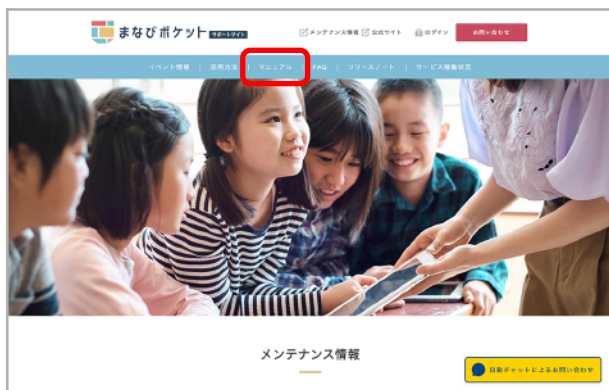 まなびポケット サポートサイト
メンテナンス情報 公式サイト ログイン お問い合わせ
イベント情報 | 活用方法 | マニュアル | FAQ | リリースノート | サービス稼働状況
メンテナンス情報
自動チャットによるお問い合わせ